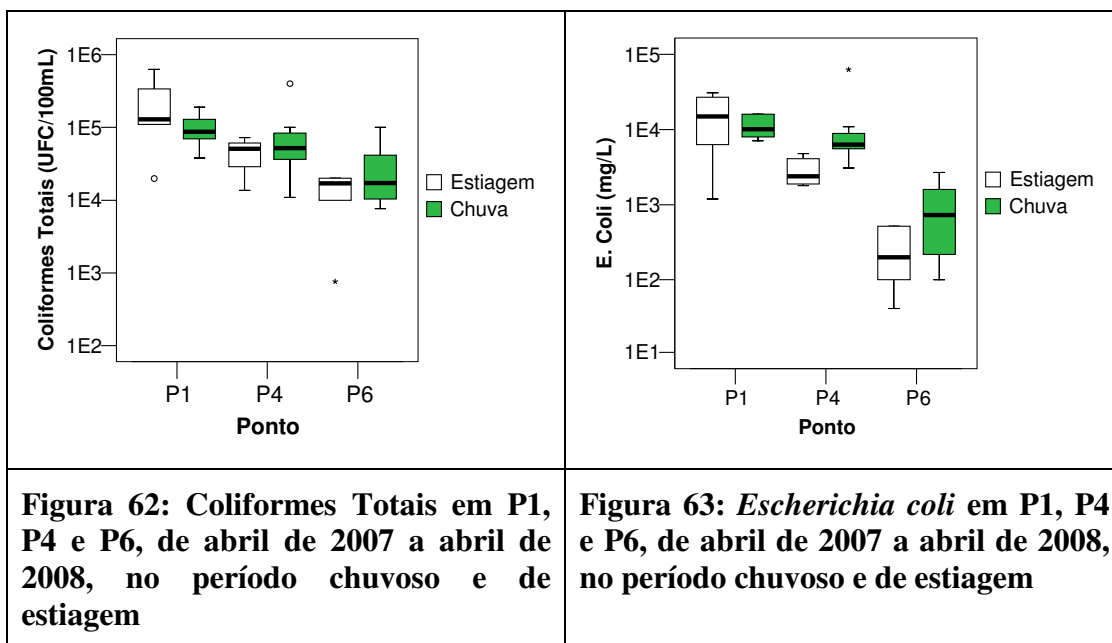 1E6
1E5
1E4
1E3
1E2
Coliformes Totais (UFC/100mL)
P1 P4 P6
Ponto
Estiagem
Chuva
1E5
1E4
1E3
1E2
1E1
E. Coli (mg/L)
P1 P4 P6
Ponto
Estiagem
Chuva
Figura 62: Coliformes Totais em P1,
P4 e P6, de abril de 2007 a abril de
2008, no período chuvoso e de
estiagem
Figura 63: Escherichia coli em P1, P4
e P6, de abril de 2007 a abril de 2008,
no período chuvoso e de estiagem